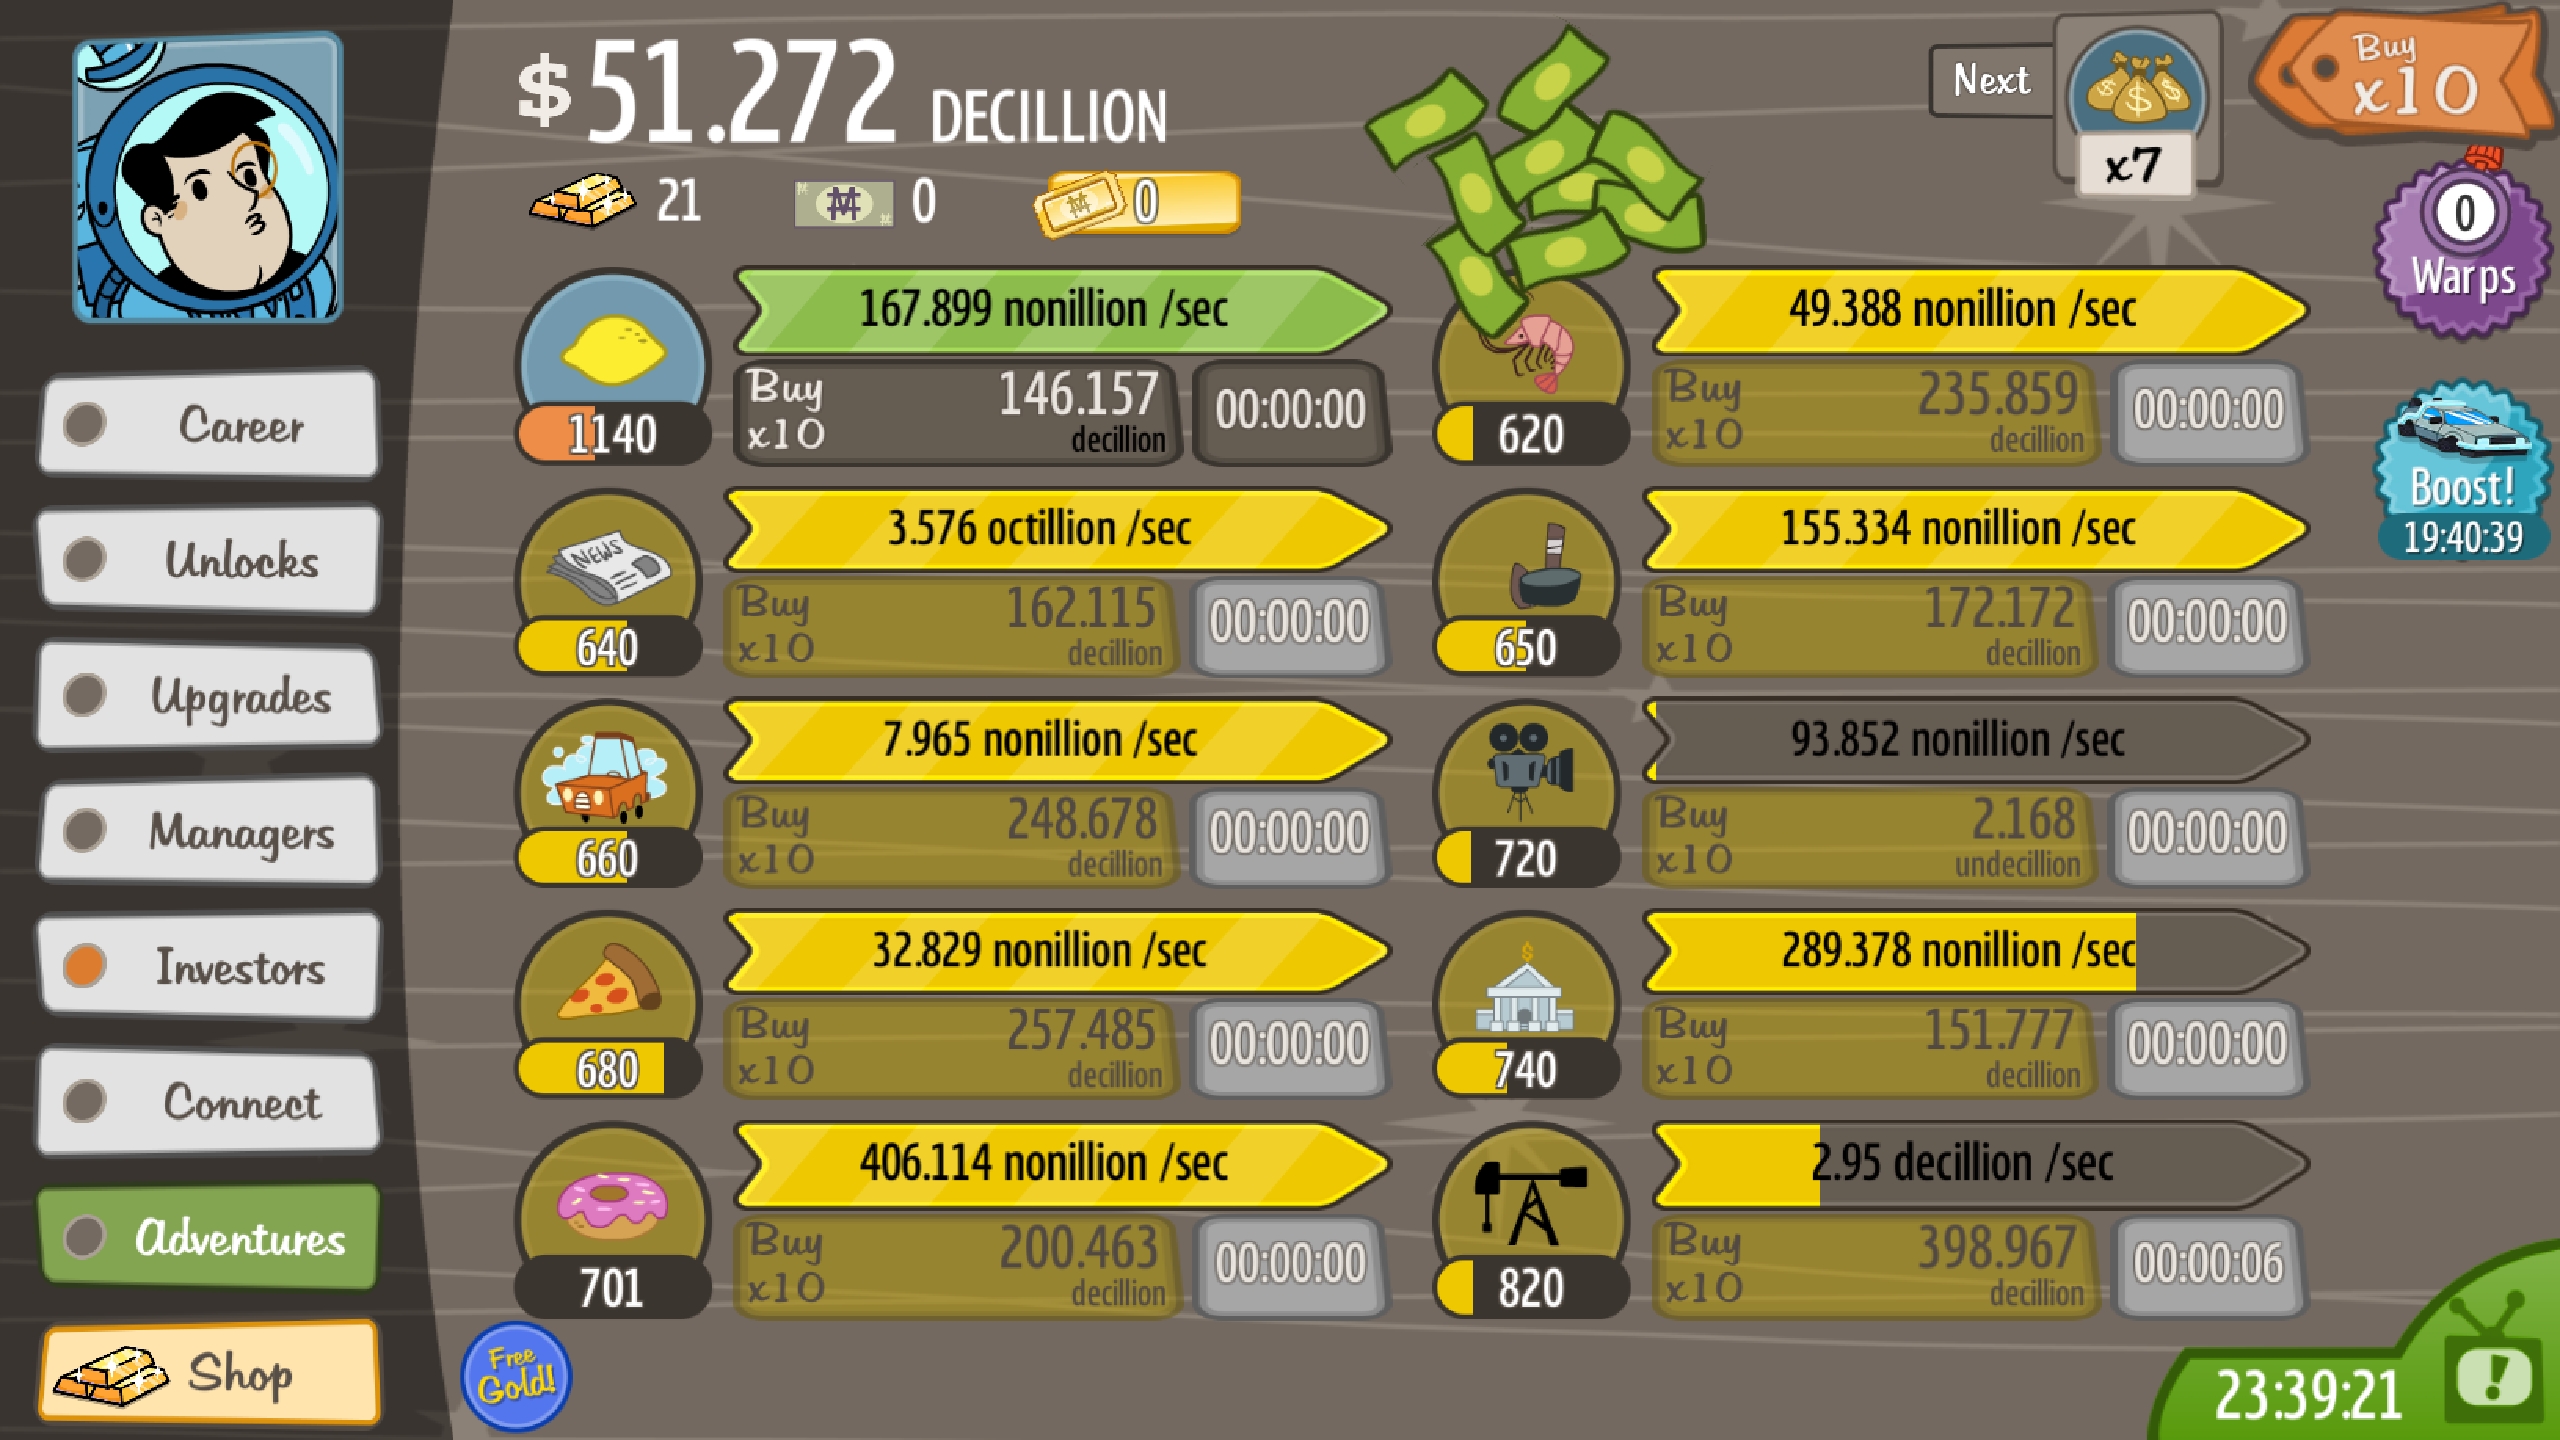 $ 51.272 DECILLION
21 0 0
Next
x7
Buy
x10
0
Warps
Boost!
19:40:39
Career
Unlocks
Upgrades
Managers
Investors
Connect
Adventures
Shop
167.899 nonillion /sec
Buy x10
146.157 decillion
00:00:00
1140
NEWS
3.576 octillion /sec
Buy x10
162.115 decillion
00:00:00
640
7.965 nonillion /sec
Buy x10
248.678 decillion
00:00:00
660
32.829 nonillion /sec
Buy x10
257.485 decillion
00:00:00
680
406.114 nonillion /sec
Buy x10
200.463 decillion
00:00:00
701
49.388 nonillion /sec
Buy x10
235.859 decillion
00:00:00
620
155.334 nonillion /sec
Buy x10
172.172 decillion
00:00:00
650
93.852 nonillion /sec
Buy x10
2.168 undecillion
00:00:00
720
289.378 nonillion /sec
Buy x10
151.777 decillion
00:00:00
740
2.95 decillion /sec
Buy x10
398.967 decillion
00:00:06
820
Free
Gold!
23:39:21
!